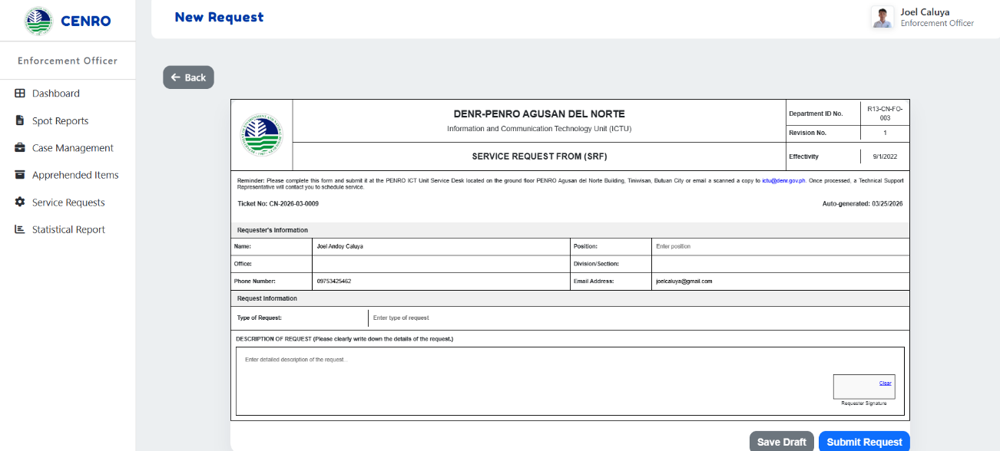 CENRO
New Request
Joel Caluya
Enforcement Officer
Enforcement Officer
Dashboard
Spot Reports
Case Management
Apprehended Items
Service Requests
Statistical Report
Back
DENR-PENRO AGUSAN DEL NORTE
Information and Communication Technology Unit (ICTU)
SERVICE REQUEST FROM (SRF)
Department ID No.
R13-CN-FO-
003
Revision No.
1
Effectivity
9/1/2022
Reminder: Please complete this form and submit it at the PENRO ICT Unit Service Desk located on the ground floor PENRO Agusan del Norte Building, Tiniwisan, Butuan City or email a scanned a copy to ictu@denr.gov.ph. Once processed, a Technical Support
Representative will contact you to schedule service.
Ticket No: CN-2026-03-0009
Auto-generated: 03/25/2026
Requester's Information
Name:
Joel Andoy Caluya
Position:
Enter position
Office:
Division/Section:
Phone Number:
09753425462
Email Address:
joelcaluya@gmail.com
Request Information
Type of Request:
Enter type of request
DESCRIPTION OF REQUEST (Please clearly write down the details of the request.)
Enter detailed description of the request...
Clear
Requester Signature
Save Draft
Submit Request